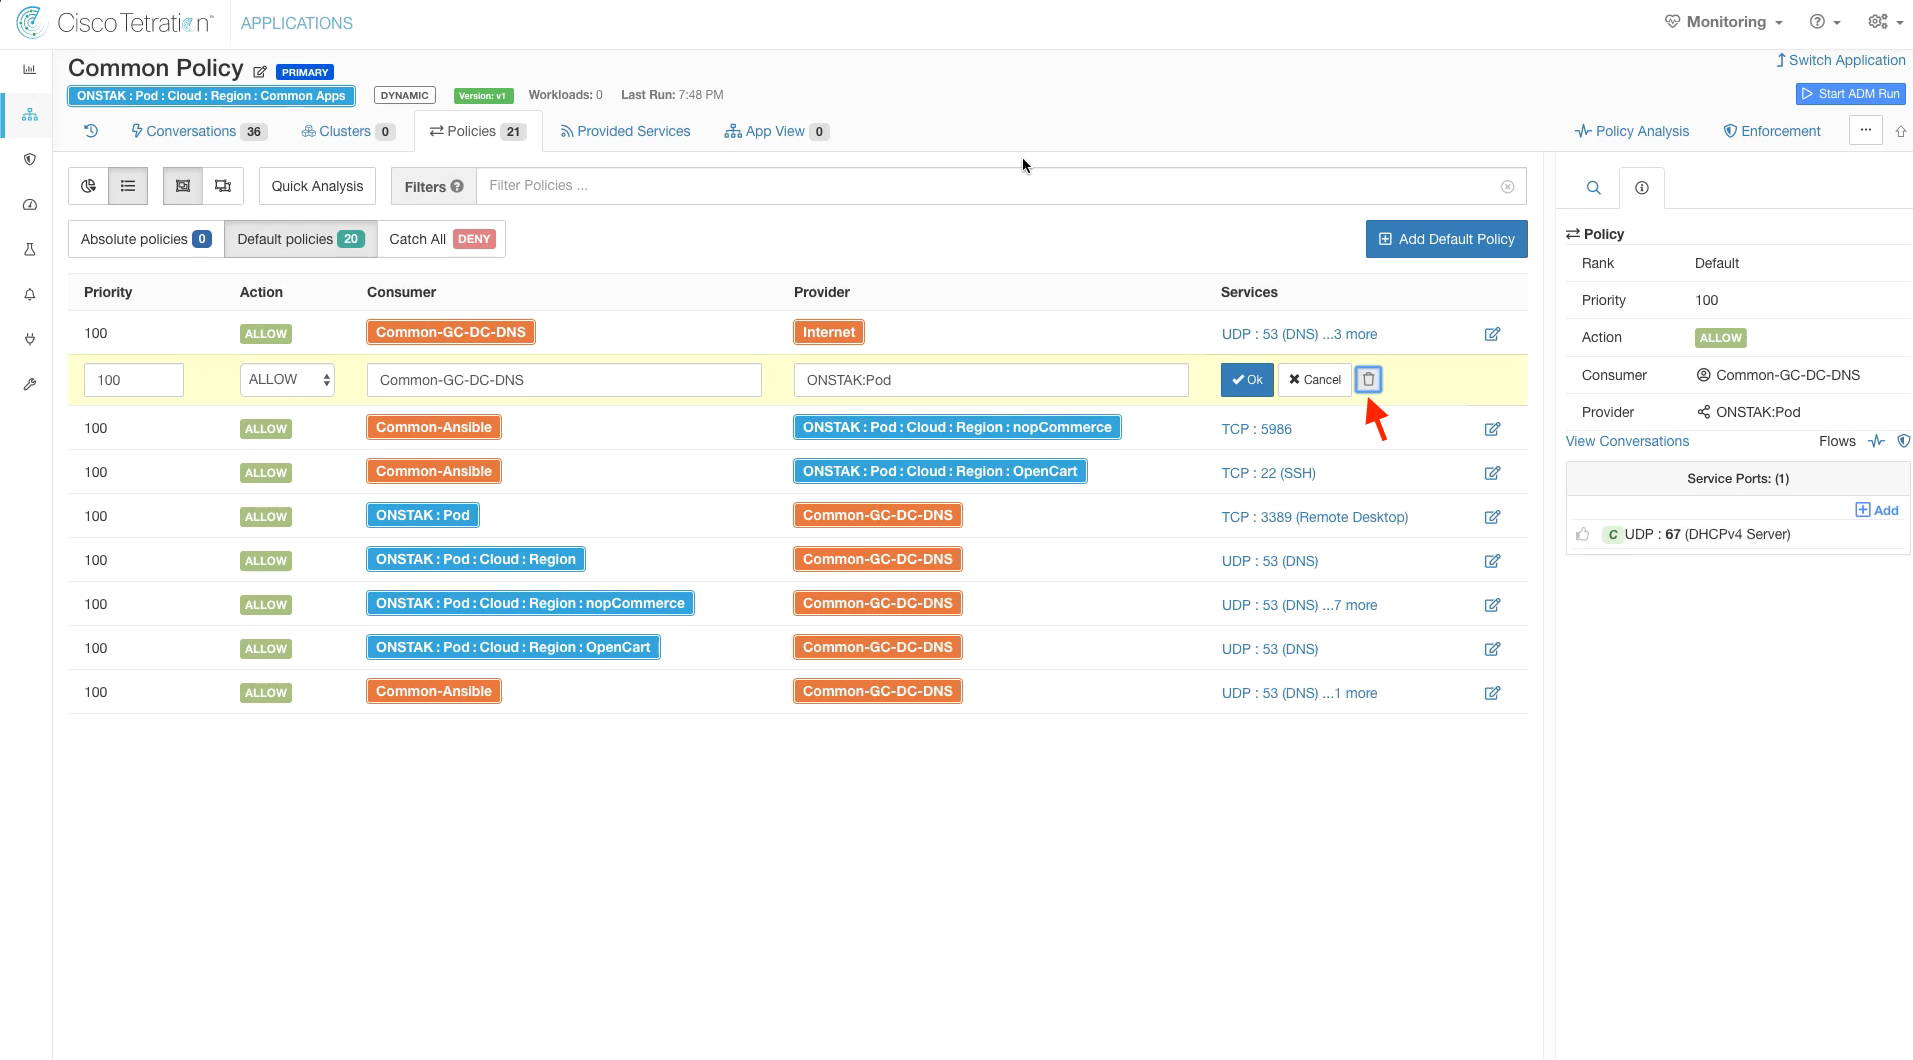 Cisco Tetration™ APPLICATIONS Monitoring
Common Policy PRIMARY Switch Application
ONSTAK : Pod : Cloud : Region : Common Apps DYNAMIC Version: v1 Workloads: 0 Last Run: 7:48 PM Start ADM Run
Conversations 36 Clusters 0 Policies 21 Provided Services App View 0 Policy Analysis Enforcement ...
Quick Analysis Filters ? Filter Policies ...
Absolute policies 0 Default policies 20 Catch All DENY Add Default Policy
Priority Action Consumer Provider Services
100 ALLOW Common-GC-DC-DNS Internet UDP : 53 (DNS) ...3 more
100 ALLOW Common-GC-DC-DNS ONSTAK:Pod Ok Cancel
100 ALLOW Common-Ansible ONSTAK : Pod : Cloud : Region : nopCommerce TCP : 5986
100 ALLOW Common-Ansible ONSTAK : Pod : Cloud : Region : OpenCart TCP : 22 (SSH)
100 ALLOW ONSTAK : Pod Common-GC-DC-DNS TCP : 3389 (Remote Desktop)
100 ALLOW ONSTAK : Pod : Cloud : Region Common-GC-DC-DNS UDP : 53 (DNS)
100 ALLOW ONSTAK : Pod : Cloud : Region : nopCommerce Common-GC-DC-DNS UDP : 53 (DNS) ...7 more
100 ALLOW ONSTAK : Pod : Cloud : Region : OpenCart Common-GC-DC-DNS UDP : 53 (DNS)
100 ALLOW Common-Ansible Common-GC-DC-DNS UDP : 53 (DNS) ...1 more
Policy
Rank Default
Priority 100
Action ALLOW
Consumer Common-GC-DC-DNS
Provider ONSTAK:Pod
View Conversations Flows
Service Ports: (1)
Add
C UDP : 67 (DHCPv4 Server)